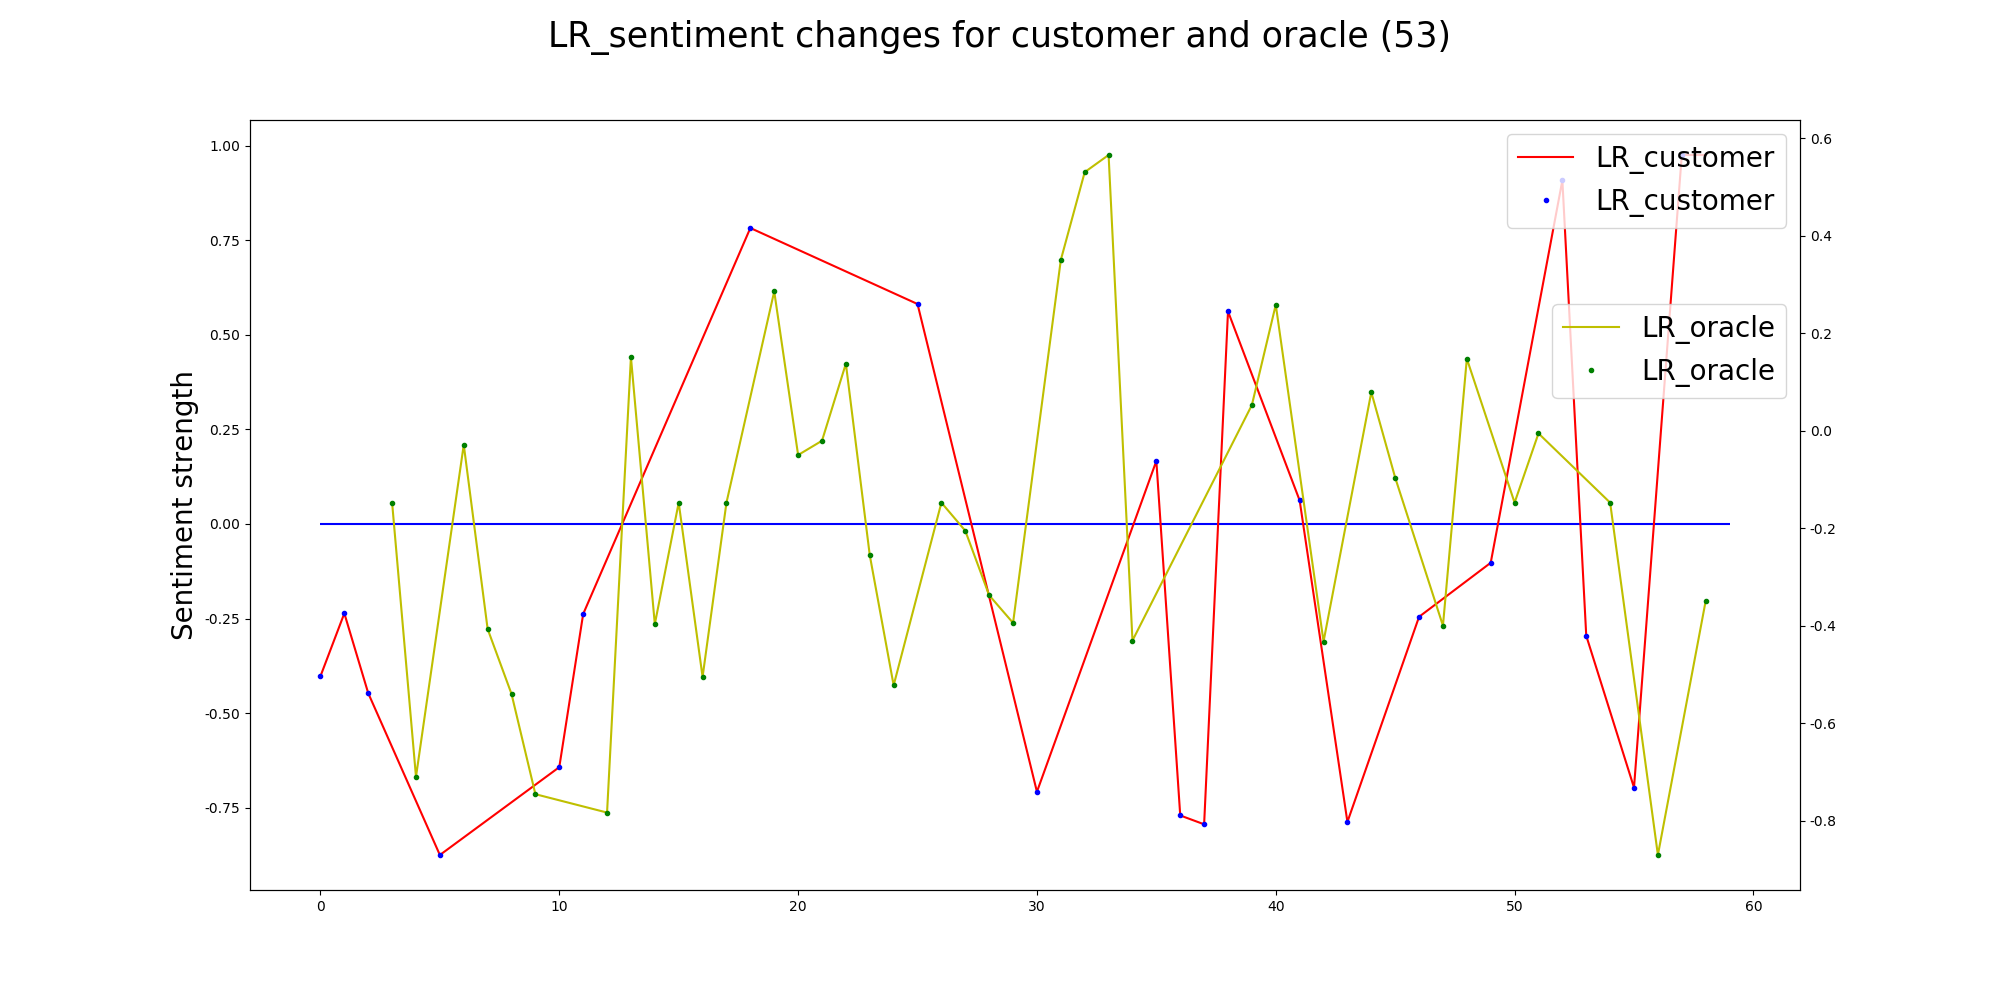 LR_sentiment changes for customer and oracle (53)
Sentiment strength
1.00
0.75
0.50
0.25
0.00
-0.25
-0.50
-0.75
0.6
0.4
0.2
0.0
-0.2
-0.4
-0.6
-0.8
LR_customer
LR_customer
LR_oracle
LR_oracle
0 10 20 30 40 50 60